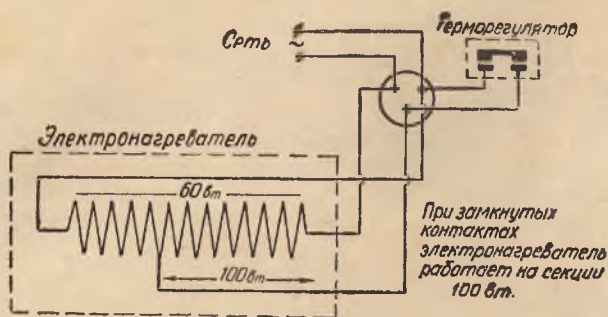 Терморегулятор
Сеть ~
Электронагреватель
60 вт
100 вт
При замкнутых
контактах
электронагреватель
работает на секции
100 вт.